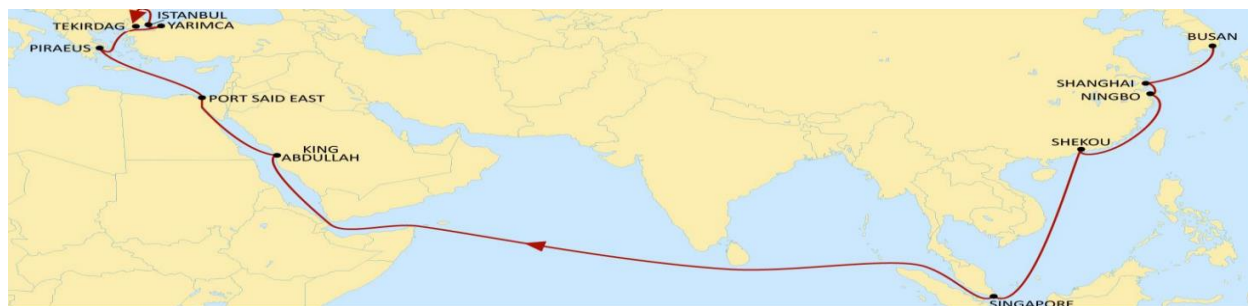 ISTANBUL
TEKIRDAG
YARIMCA
PIRAEUS
BUSAN
SHANGHAI
NINGBO
PORT SAID EAST
KING
ABDULLAH
SHEKOU
SINGAPORE